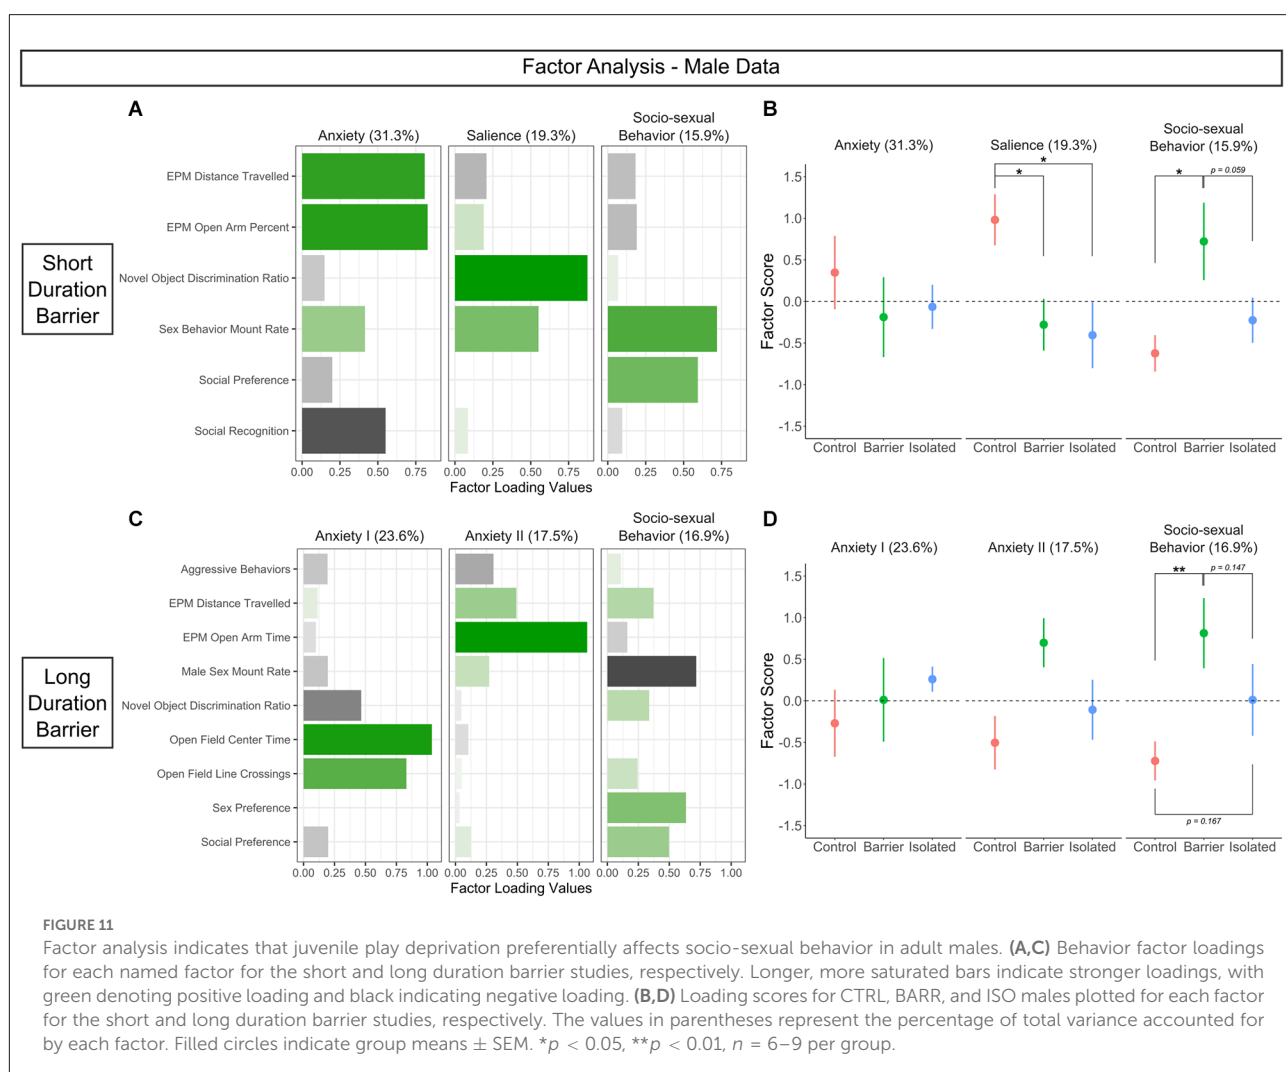 Factor Analysis - Male Data
A
Anxiety (31.3%)
Salience (19.3%)
Socio-sexual
Behavior (15.9%)
Short
Duration
Barrier
EPM Distance Travelled
EPM Open Arm Percent
Novel Object Discrimination Ratio
Sex Behavior Mount Rate
Social Preference
Social Recognition
0.00 0.25 0.50 0.75
0.00 0.25 0.50 0.75
0.00 0.25 0.50 0.75
Factor Loading Values
B
Anxiety (31.3%)
Salience (19.3%)
Socio-sexual
Behavior (15.9%)
Factor Score
1.5
1.0
0.5
0.0
-0.5
-1.0
-1.5
*
*
*
p = 0.059
Control Barrier Isolated
Control Barrier Isolated
Control Barrier Isolated
C
Anxiety I (23.6%)
Anxiety II (17.5%)
Socio-sexual
Behavior (16.9%)
Long
Duration
Barrier
Aggressive Behaviors
EPM Distance Travelled
EPM Open Arm Time
Male Sex Mount Rate
Novel Object Discrimination Ratio
Open Field Center Time
Open Field Line Crossings
Sex Preference
Social Preference
0.00 0.25 0.50 0.75 1.00
0.00 0.25 0.50 0.75 1.00
0.00 0.25 0.50 0.75 1.00
Factor Loading Values
D
Anxiety I (23.6%)
Anxiety II (17.5%)
Socio-sexual
Behavior (16.9%)
Factor Score
1.5
1.0
0.5
0.0
-0.5
-1.0
-1.5
**
p = 0.147
p = 0.167
Control Barrier Isolated
Control Barrier Isolated
Control Barrier Isolated
FIGURE 11
Factor analysis indicates that juvenile play deprivation preferentially affects socio-sexual behavior in adult males. (A,C) Behavior factor loadings
for each named factor for the short and long duration barrier studies, respectively. Longer, more saturated bars indicate stronger loadings, with
green denoting positive loading and black indicating negative loading. (B,D) Loading scores for CTRL, BARR, and ISO males plotted for each factor
for the short and long duration barrier studies, respectively. The values in parentheses represent the percentage of total variance accounted for
by each factor. Filled circles indicate group means ± SEM. *p < 0.05, **p < 0.01, n = 6–9 per group.